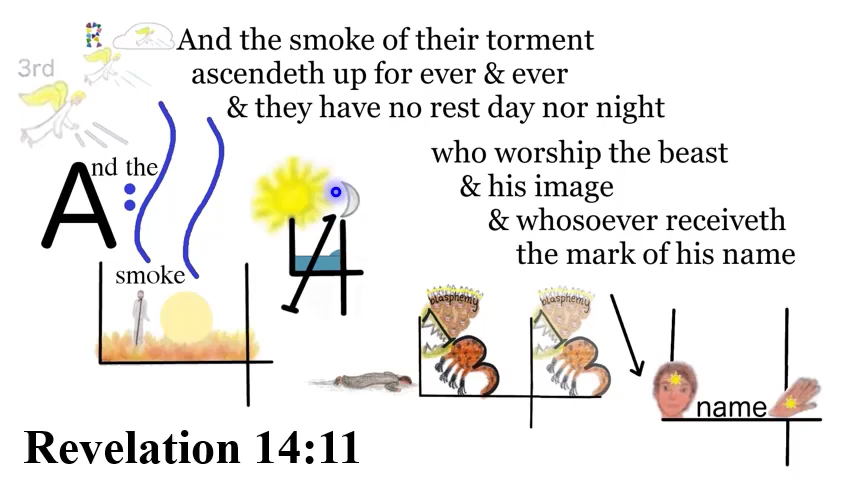 R
3rd
And the smoke of their torment
ascendeth up for ever & ever
& they have no rest day nor night
who worship the beast
& his image
& whosoever receiveth
the mark of his name
And the
smoke
blasphemy
blasphemy
name
Revelation 14:11